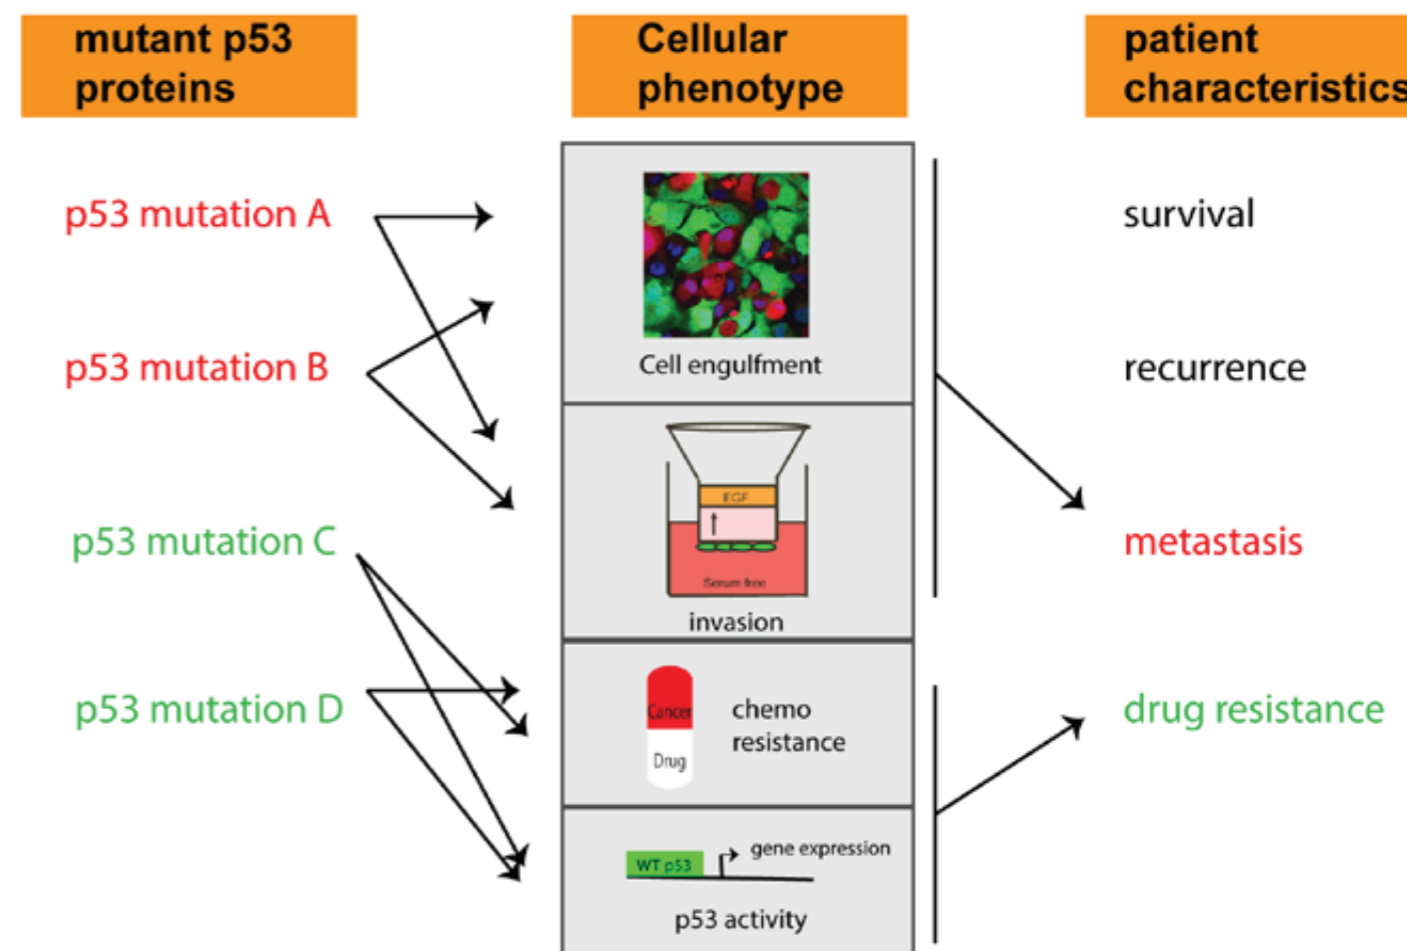 mutant p53
proteins
Cellular
phenotype
patient
characteristics
p53 mutation A
p53 mutation B
p53 mutation C
p53 mutation D
Cell engulfment
EGF
Serum free
invasion
Cancer
Drug
chemo
resistance
WT p53
gene expression
p53 activity
survival
recurrence
metastasis
drug resistance